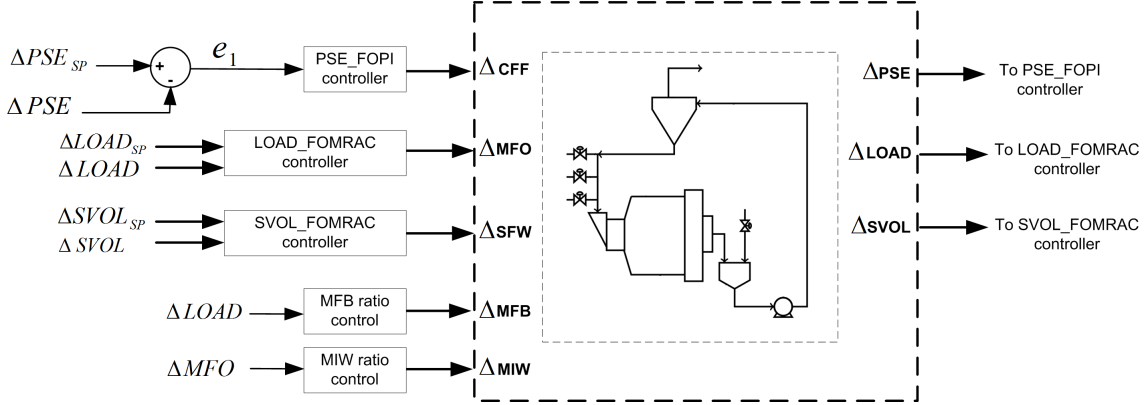 ΔPSE_SP
+
-
e_1
ΔPSE
PSE_FOPI
controller
ΔCFF
ΔLOAD_SP
ΔLOAD
LOAD_FOMRAC
controller
ΔMFO
ΔSVOL_SP
ΔSVOL
SVOL_FOMRAC
controller
ΔSFW
ΔLOAD
MFB ratio
control
ΔMFB
ΔMFO
MIW ratio
control
ΔMIW
ΔPSE
To PSE_FOPI
controller
ΔLOAD
To LOAD_FOMRAC
controller
ΔSVOL
To SVOL_FOMRAC
controller